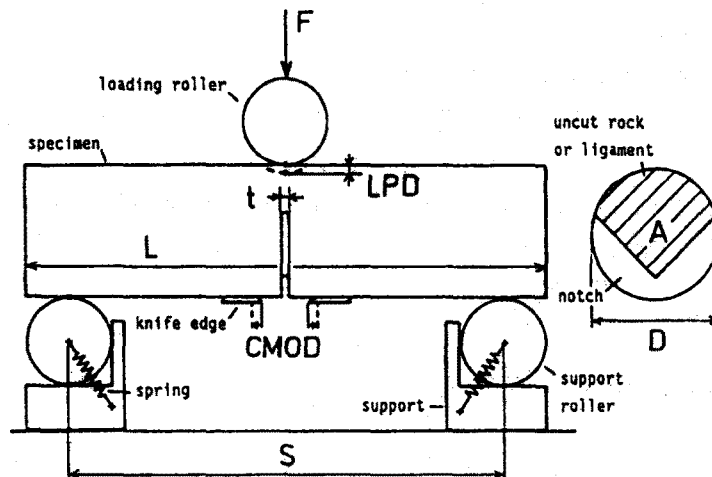 F
loading roller
specimen
LPD
t
L
uncut rock
or ligament
A
notch
D
knife edge
CMOD
spring
support
support
roller
S